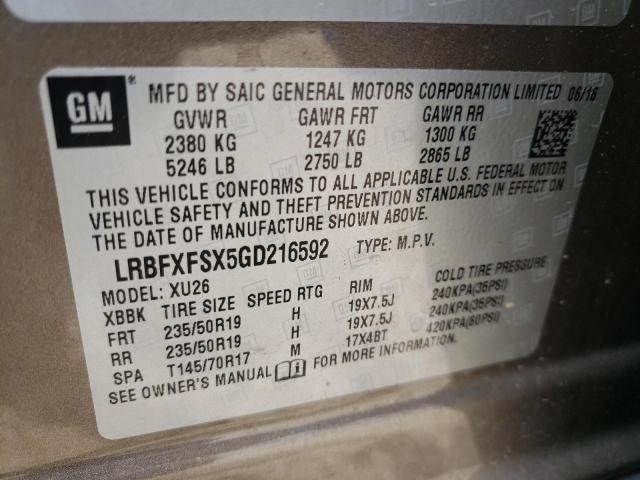 GM ® MFD BY SAIC GENERAL MOTORS CORPORATION LIMITED 06/16
GVWR GAWR FRT GAWR RR
2380 KG 1247 KG 1300 KG
5246 LB 2750 LB 2865 LB
THIS VEHICLE CONFORMS TO ALL APPLICABLE U.S. FEDERAL MOTOR
VEHICLE SAFETY AND THEFT PREVENTION STANDARDS IN EFFECT ON
THE DATE OF MANUFACTURE SHOWN ABOVE.
LRBFXFSX5GD216592 TYPE: M.P.V.
MODEL: XU26
XBBK TIRE SIZE SPEED RTG RIM COLD TIRE PRESSURE
FRT 235/50R19 H 19X7.5J 240KPA(35PSI)
RR 235/50R19 H 19X7.5J 240KPA(35PSI)
SPA T145/70R17 M 17X4BT 420KPA(60PSI)
SEE OWNER'S MANUAL FOR MORE INFORMATION.